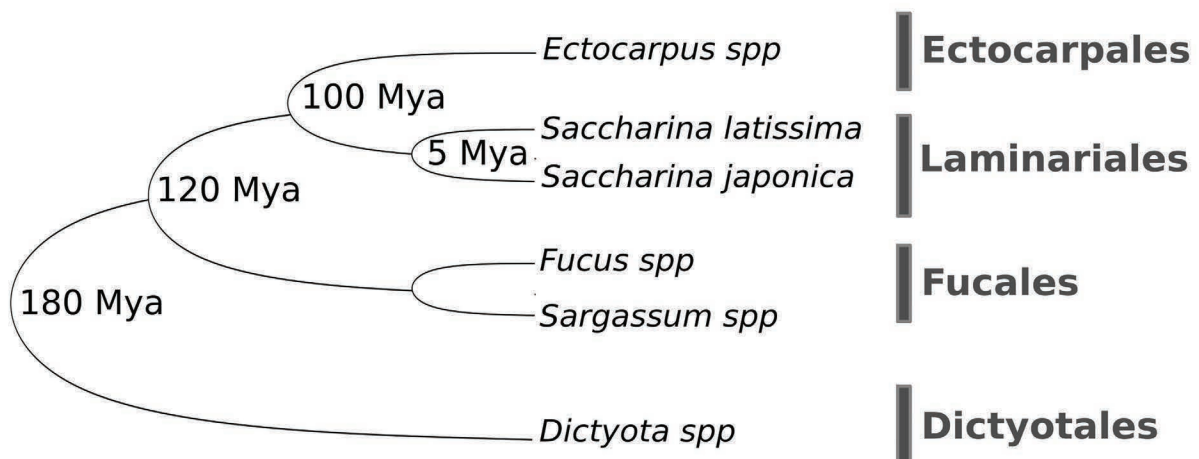 Ectocarpus spp
Ectocarpales
100 Mya
Saccharina latissima
5 Mya
Laminariales
Saccharina japonica
120 Mya
Fucus spp
Fucales
180 Mya
Sargassum spp
Dictyota spp
Dictyotales